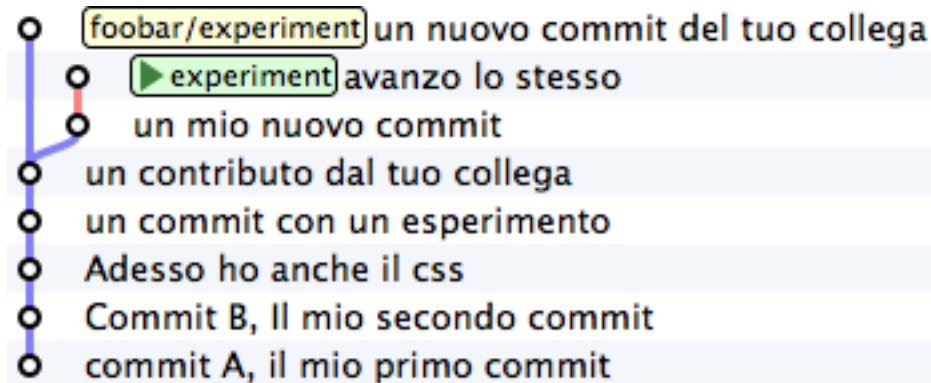 foobar/experiment un nuovo commit del tuo collega
experiment avanzo lo stesso
un mio nuovo commit
un contributo dal tuo collega
un commit con un esperimento
Adesso ho anche il css
Commit B, Il mio secondo commit
commit A, il mio primo commit